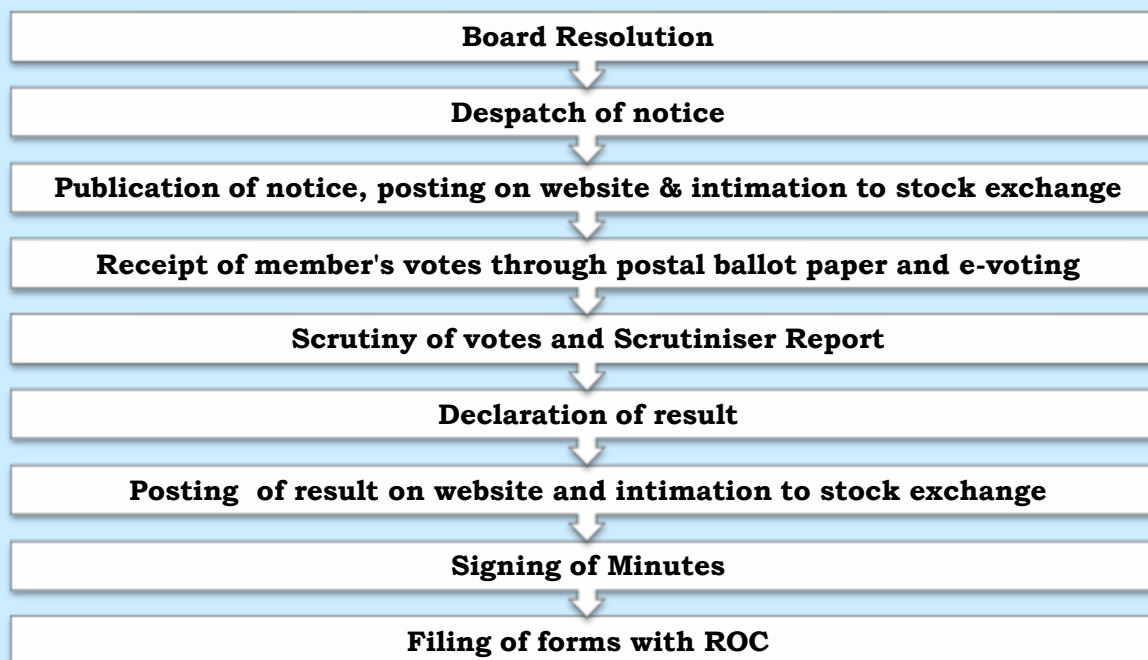 Board Resolution
Despatch of notice
Publication of notice, posting on website & intimation to stock exchange
Receipt of member's votes through postal ballot paper and e-voting
Scrutiny of votes and Scrutiniser Report
Declaration of result
Posting  of result on website and intimation to stock exchange
Signing of Minutes
Filing of forms with ROC